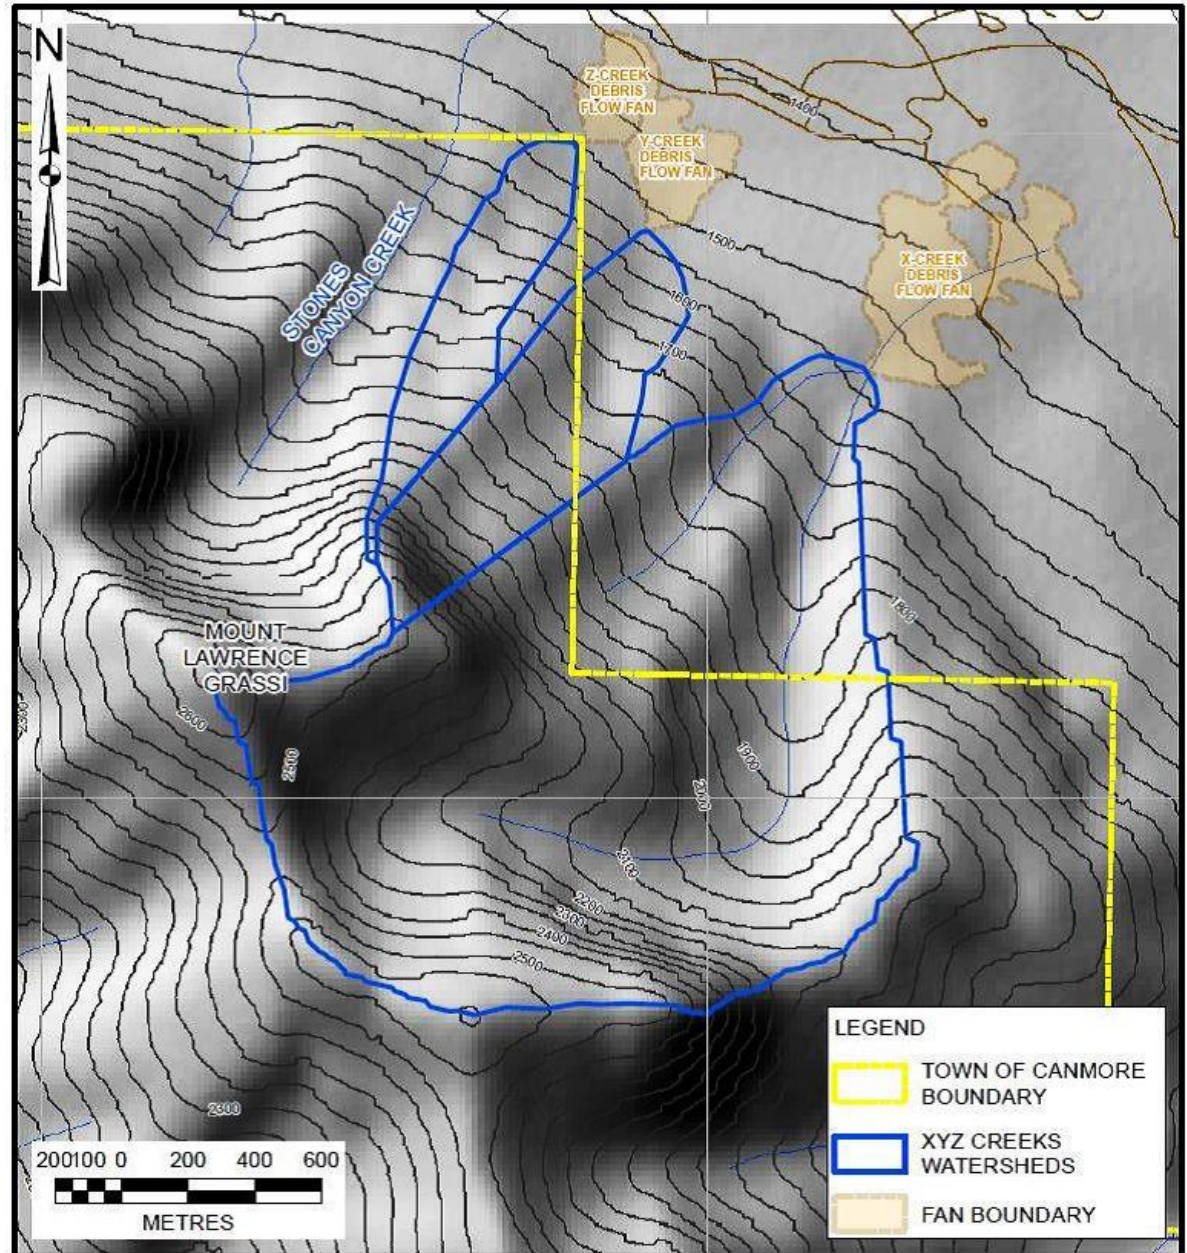 N
Z-CREEK
DEBRIS
FLOW FAN
1400
Y-CREEK
DEBRIS
FLOW FAN
1500
STONES
CANYON CREEK
X-CREEK
DEBRIS
FLOW FAN
1600
1700
1800
MOUNT
LAWRENCE
GRASSI
2300
2600
2500
1900
2000
2100
2200
2300
2400
2500
2300
LEGEND
TOWN OF CANMORE
BOUNDARY
XYZ CREEKS
WATERSHEDS
FAN BOUNDARY
200100 0 200 400 600
METRES